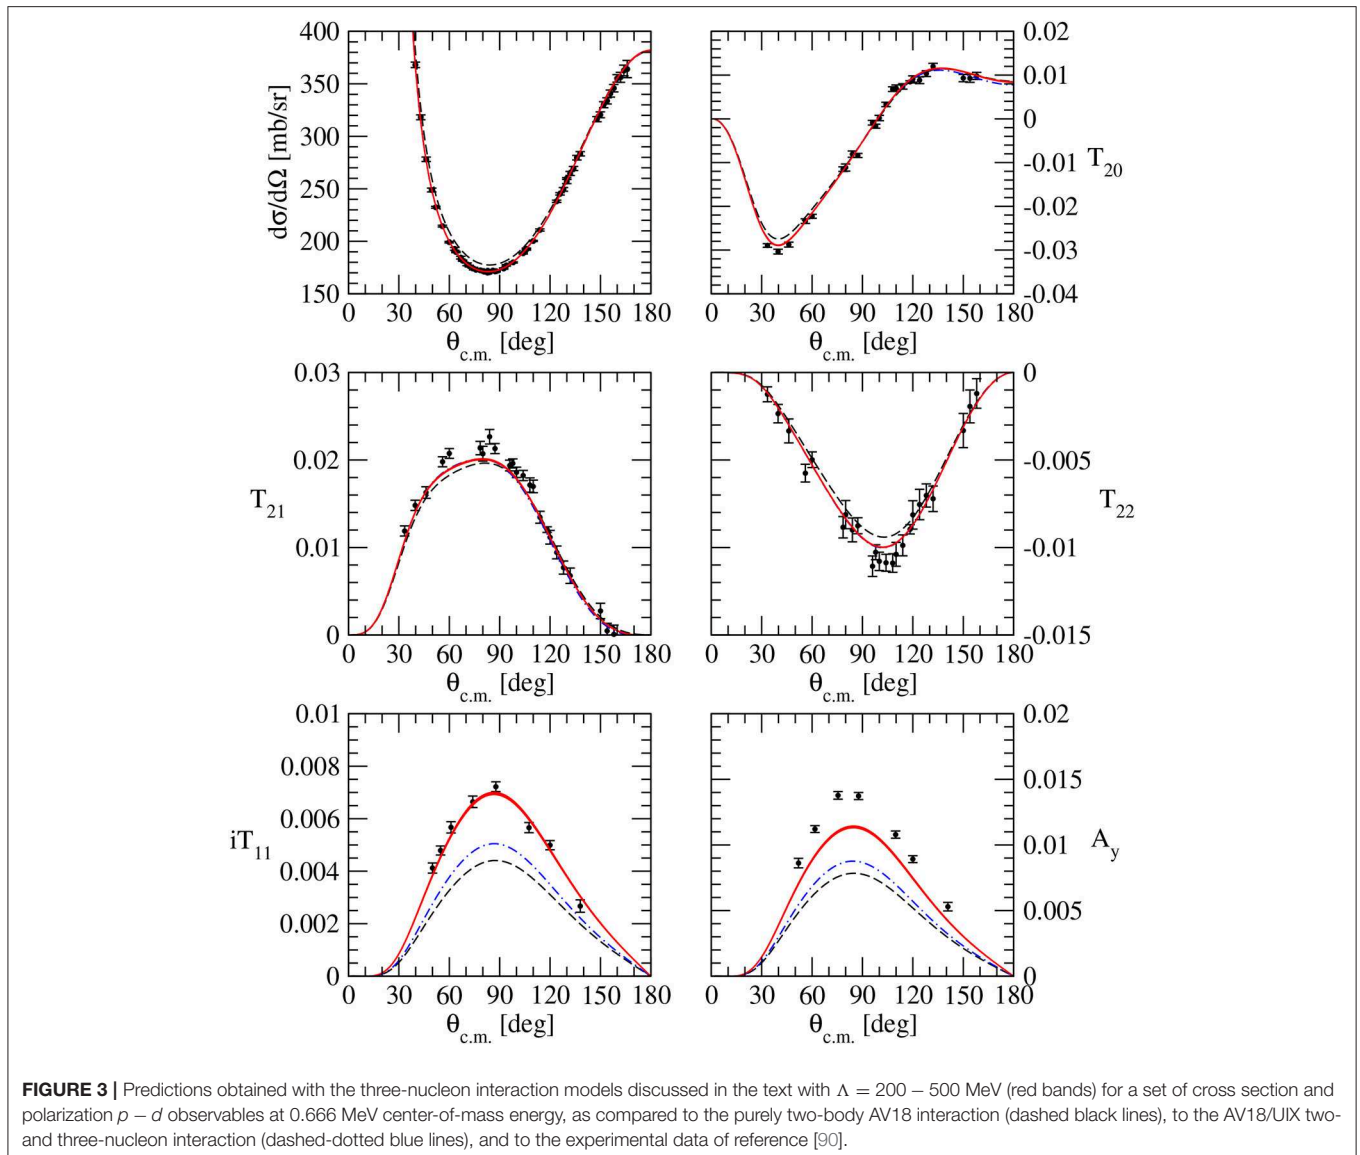 400
350
300
250
200
150
dσ/dΩ [mb/sr]
0 30 60 90 120 150 180
θc.m. [deg]
0.02
0.01
0
-0.01
-0.02
-0.03
-0.04
T20
0 30 60 90 120 150 180
θc.m. [deg]
0.03
0.02
0.01
0
T21
0 30 60 90 120 150 180
θc.m. [deg]
0
-0.005
-0.01
-0.015
T22
0 30 60 90 120 150 180
θc.m. [deg]
0.01
0.008
0.006
0.004
0.002
0
iT11
0 30 60 90 120 150 180
θc.m. [deg]
0.02
0.015
0.01
0.005
0
Ay
0 30 60 90 120 150 180
θc.m. [deg]
FIGURE 3 | Predictions obtained with the three-nucleon interaction models discussed in the text with Λ = 200 − 500 MeV (red bands) for a set of cross section and
polarization p − d observables at 0.666 MeV center-of-mass energy, as compared to the purely two-body AV18 interaction (dashed black lines), to the AV18/UIX two-
and three-nucleon interaction (dashed-dotted blue lines), and to the experimental data of reference [90].